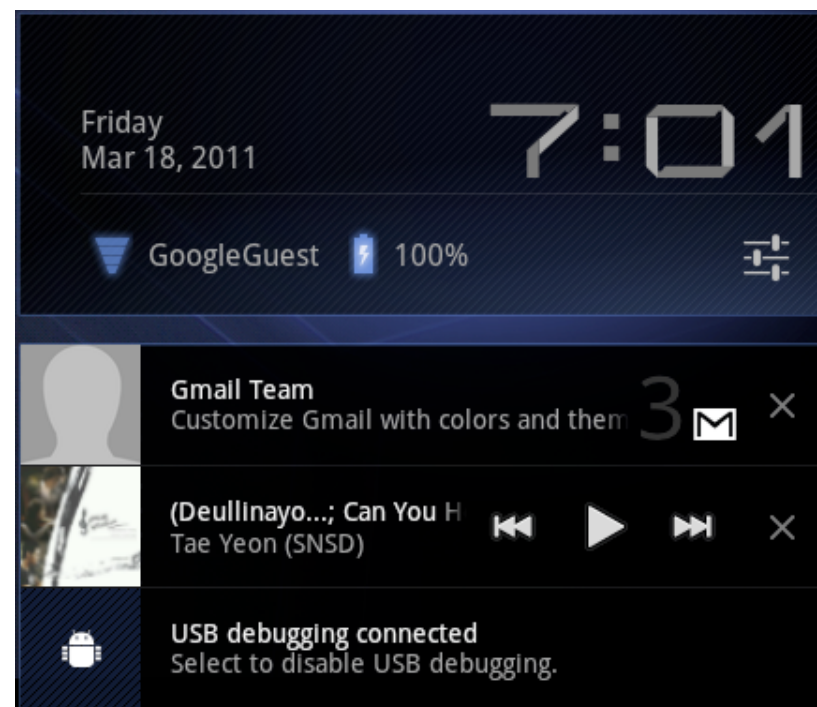 Friday
7:01
Mar 18, 2011
GoogleGuest 100%
Gmail Team
Customize Gmail with colors and them
3
(Deullinayo...; Can You H
Tae Yeon (SNSD)
USB debugging connected
Select to disable USB debugging.